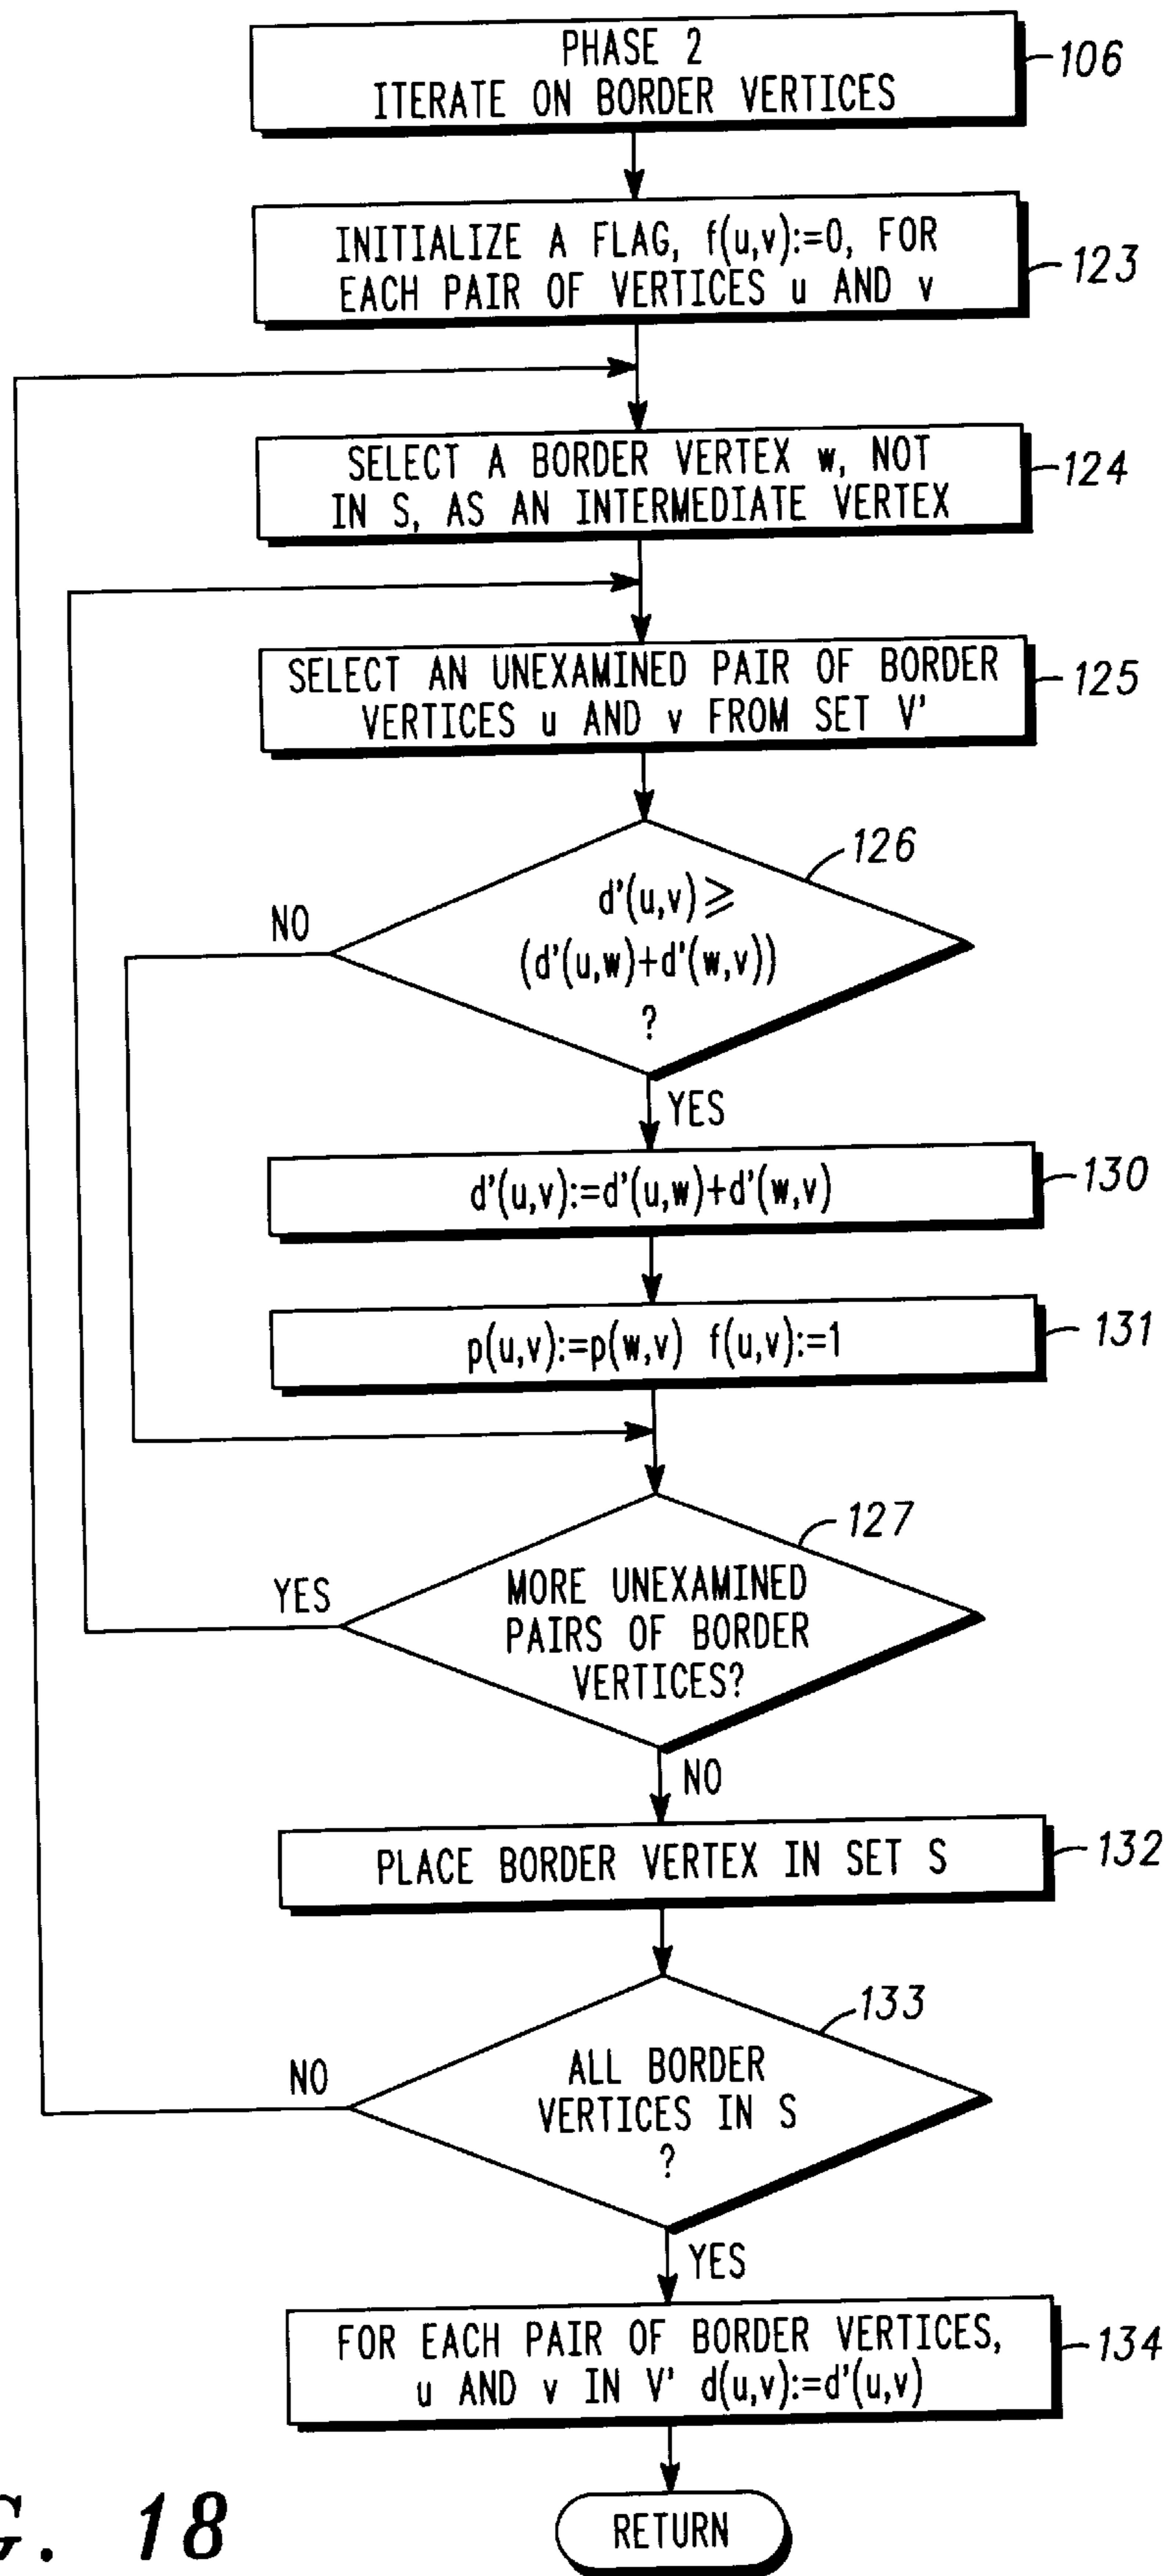 PHASE 2
ITERATE ON BORDER VERTICES
106
INITIALIZE A FLAG, f(u,v):=0, FOR
EACH PAIR OF VERTICES u AND v
123
SELECT A BORDER VERTEX w, NOT
IN S, AS AN INTERMEDIATE VERTEX
124
SELECT AN UNEXAMINED PAIR OF BORDER
VERTICES u AND v FROM SET V'
125
126
d'(u,v) ≥
(d'(u,w)+d'(w,v))
?
NO
YES
d'(u,v):=d'(u,w)+d'(w,v)
130
p(u,v):=p(w,v) f(u,v):=1
131
127
MORE UNEXAMINED
PAIRS OF BORDER
VERTICES?
YES
NO
PLACE BORDER VERTEX IN SET S
132
133
ALL BORDER
VERTICES IN S
?
NO
YES
FOR EACH PAIR OF BORDER VERTICES,
u AND v IN V' d(u,v):=d'(u,v)
134
RETURN
G. 18